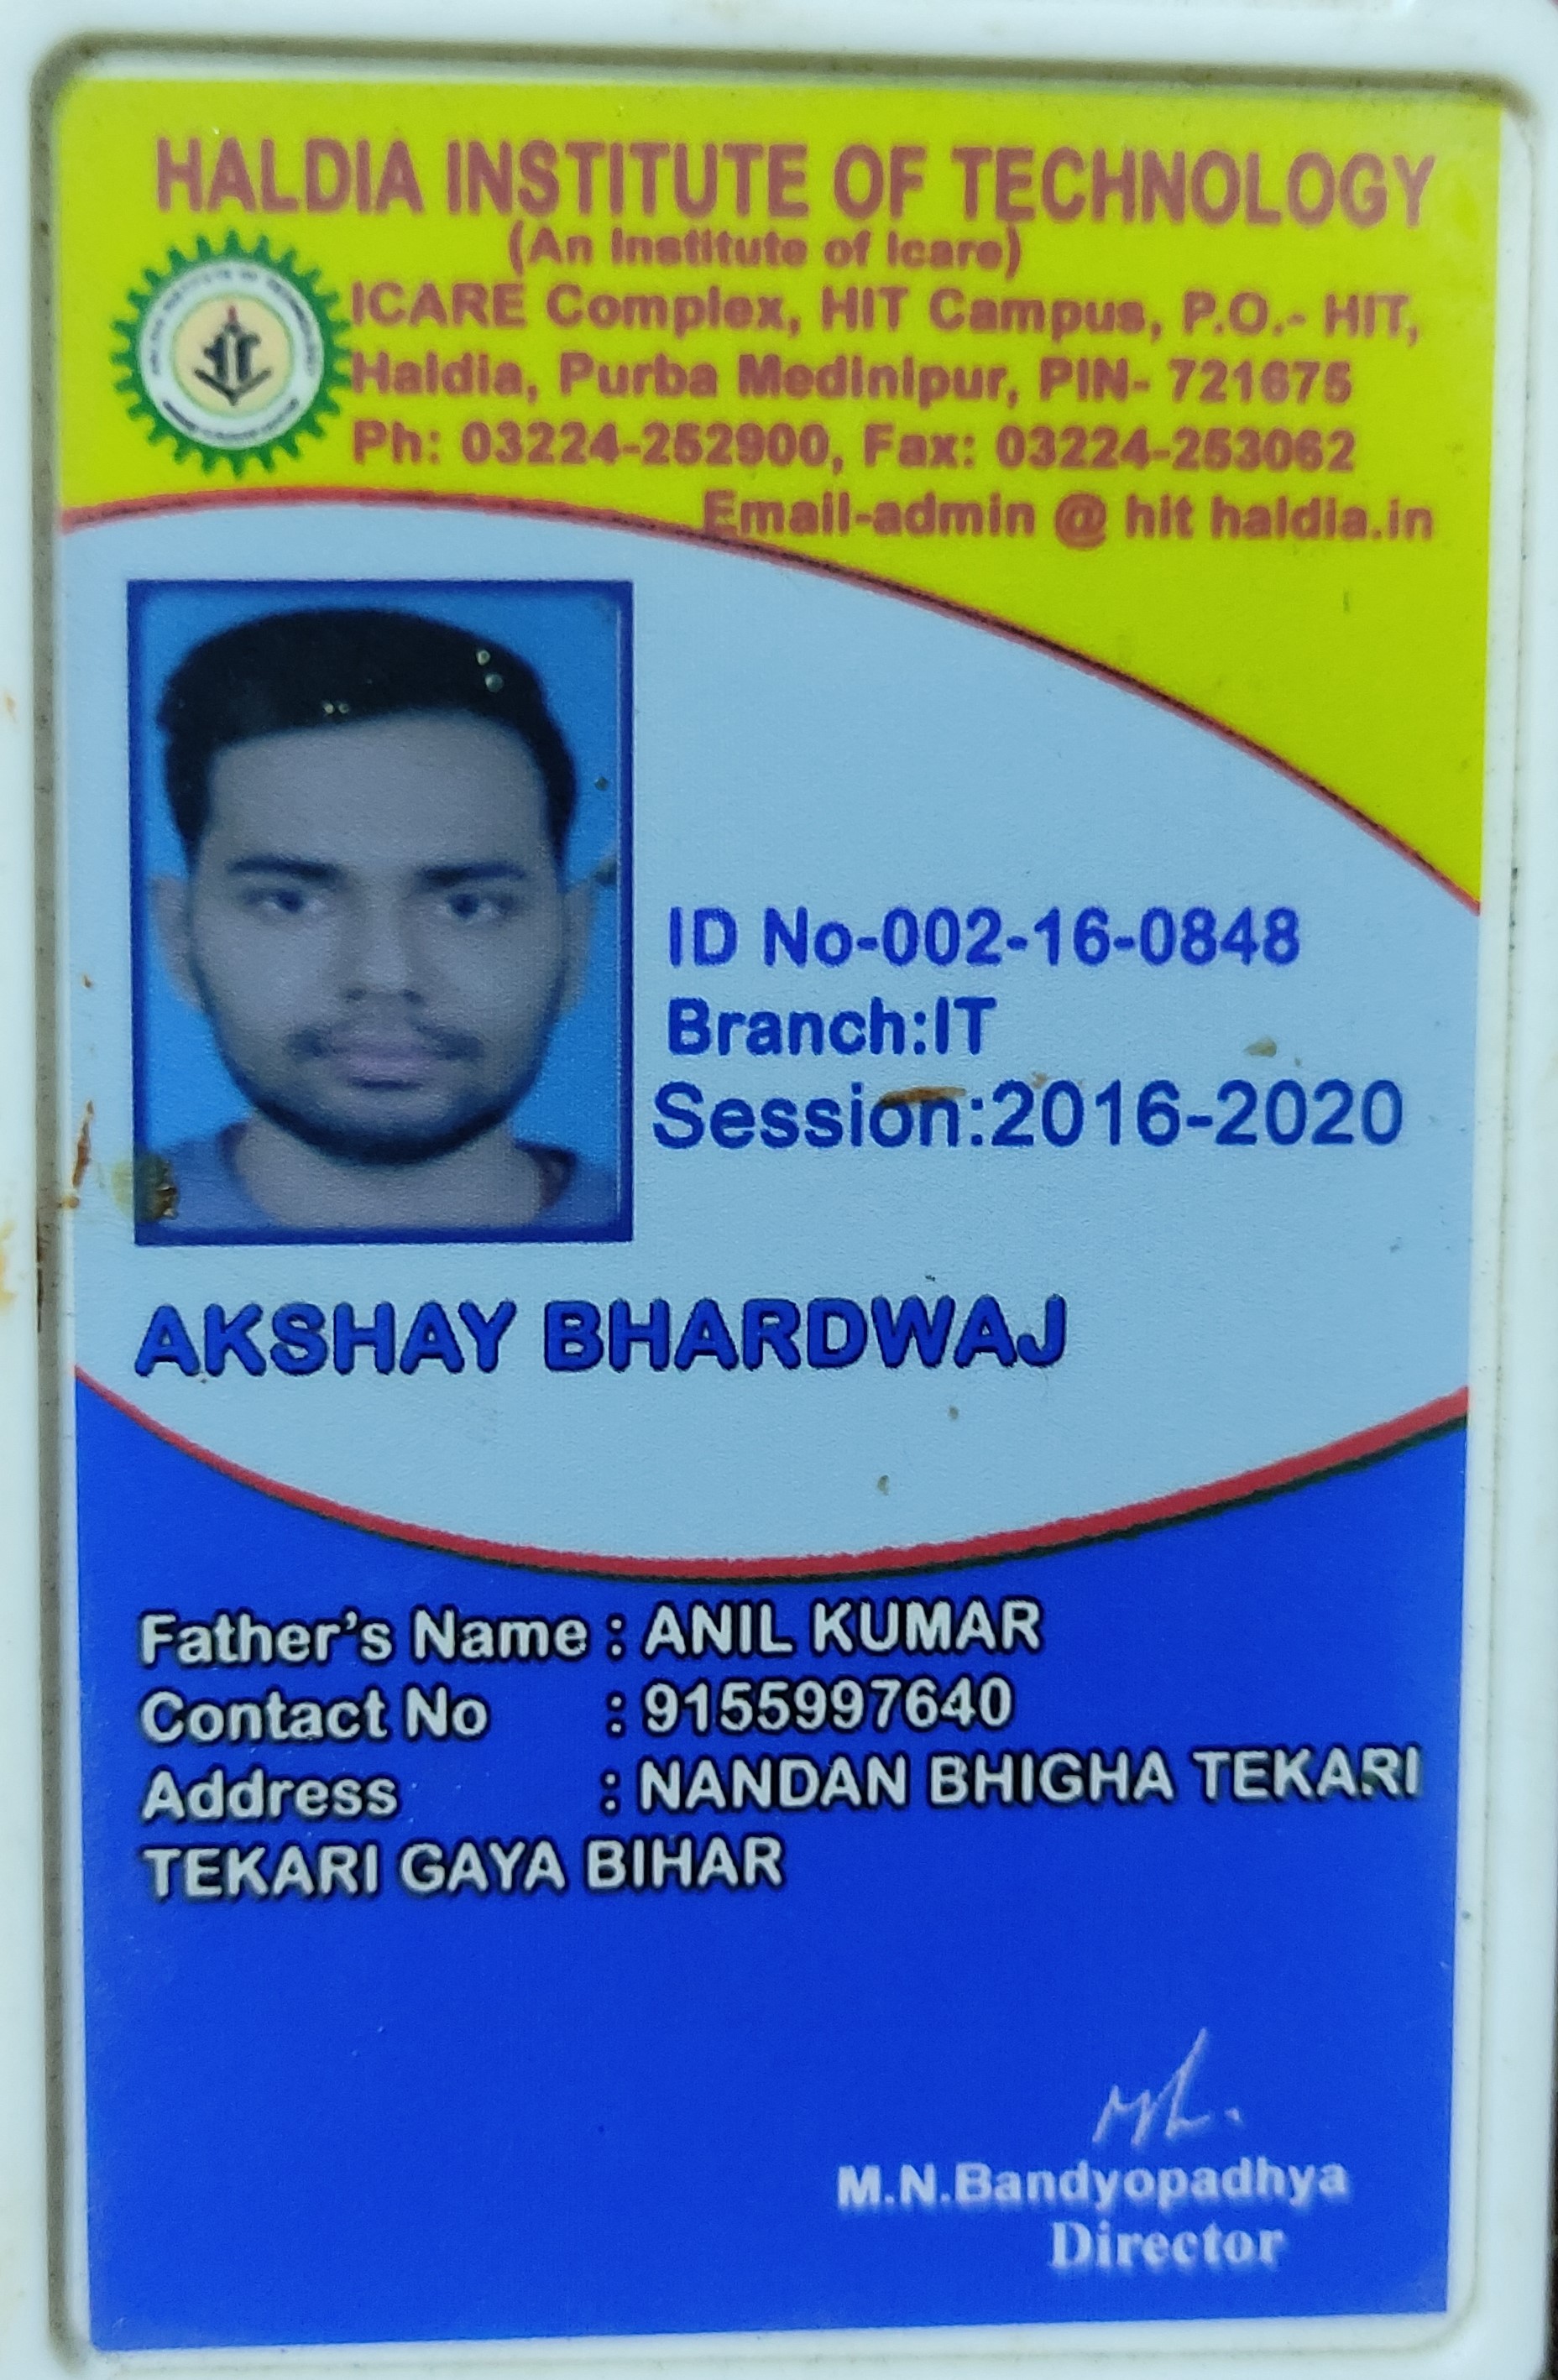 HALDIA INSTITUTE OF TECHNOLOGY
(An Institute of Icare)
ICARE Complex, HIT Campus, P.O.- HIT,
Haldia, Purba Medinipur, PIN- 721675
Ph: 03224-252900, Fax: 03224-253062
Email-admin @ hit haldia.in
ID No-002-16-0848
Branch:IT
Session:2016-2020
AKSHAY BHARDWAJ
Father's Name : ANIL KUMAR
Contact No : 9155997640
Address : NANDAN BHIGHA TEKARI
TEKARI GAYA BIHAR
M.N.Bandyopadhya
Director